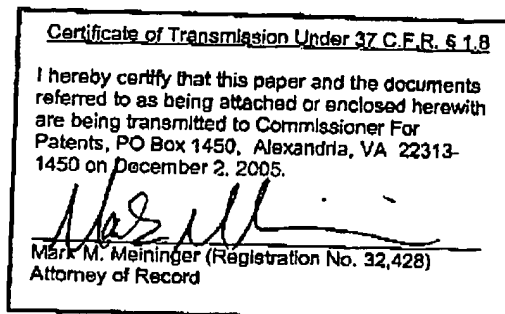 Certificate of Transmission Under 37 C.F.R. § 1.8
I hereby certify that this paper and the documents
referred to as being attached or enclosed herewith
are being transmitted to Commissioner For
Patents, PO Box 1450, Alexandria, VA 22313-
1450 on December 2, 2005.
Mark M. Meininger (Registration No. 32,428)
Attorney of Record